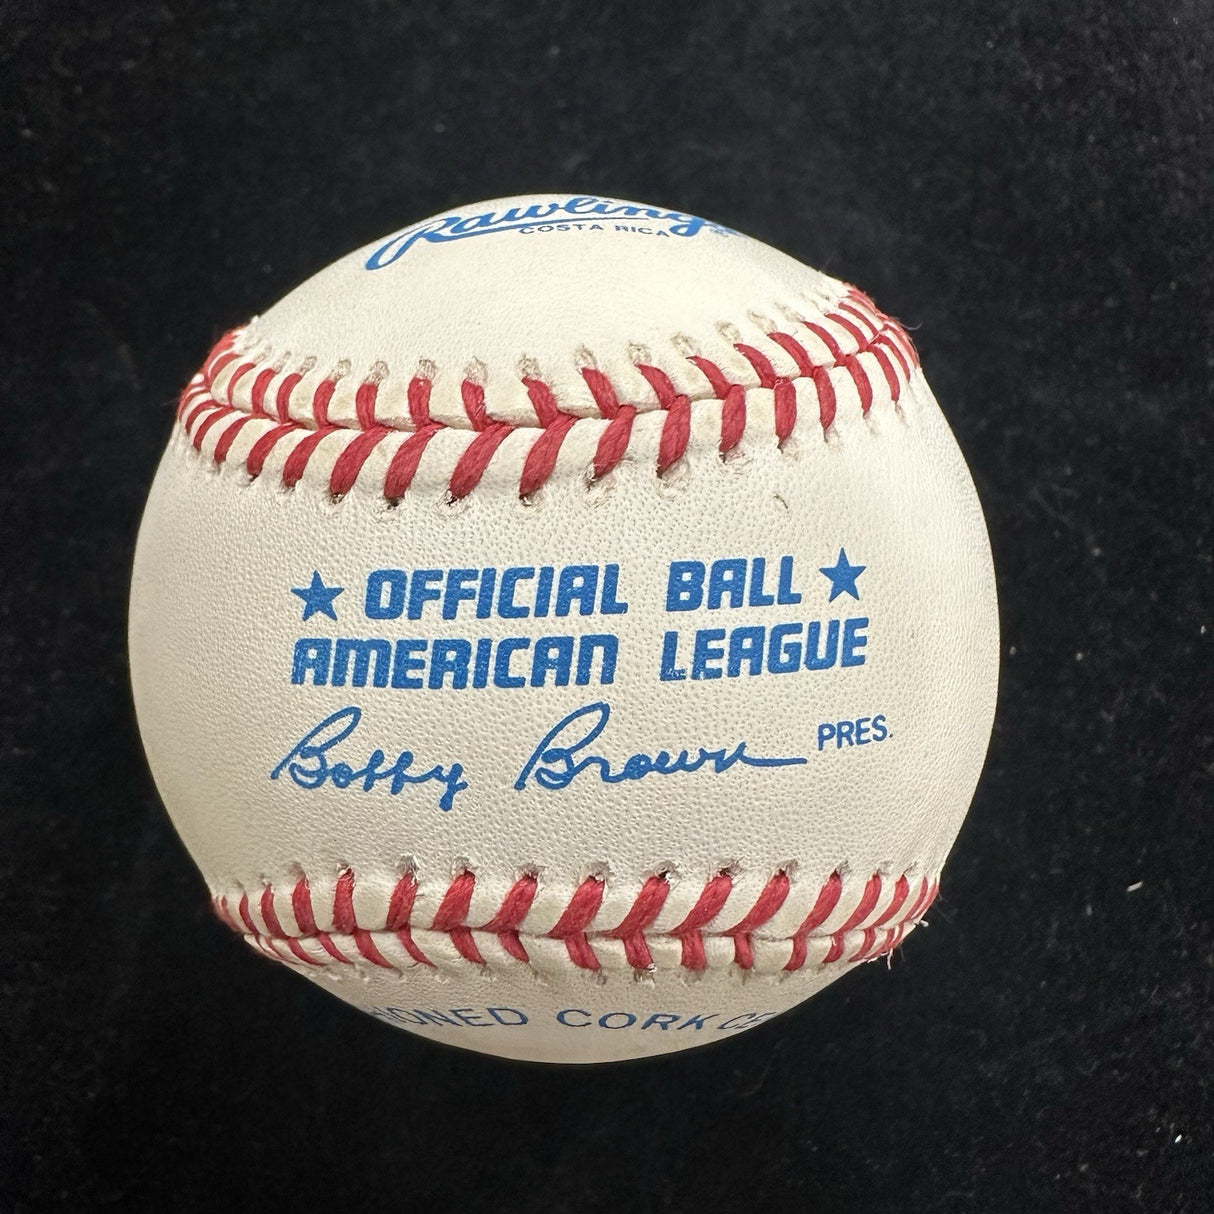 Rawlings
COSTA RICA
★ OFFICIAL BALL ★
AMERICAN LEAGUE
Bobby Brown PRES.
CORK